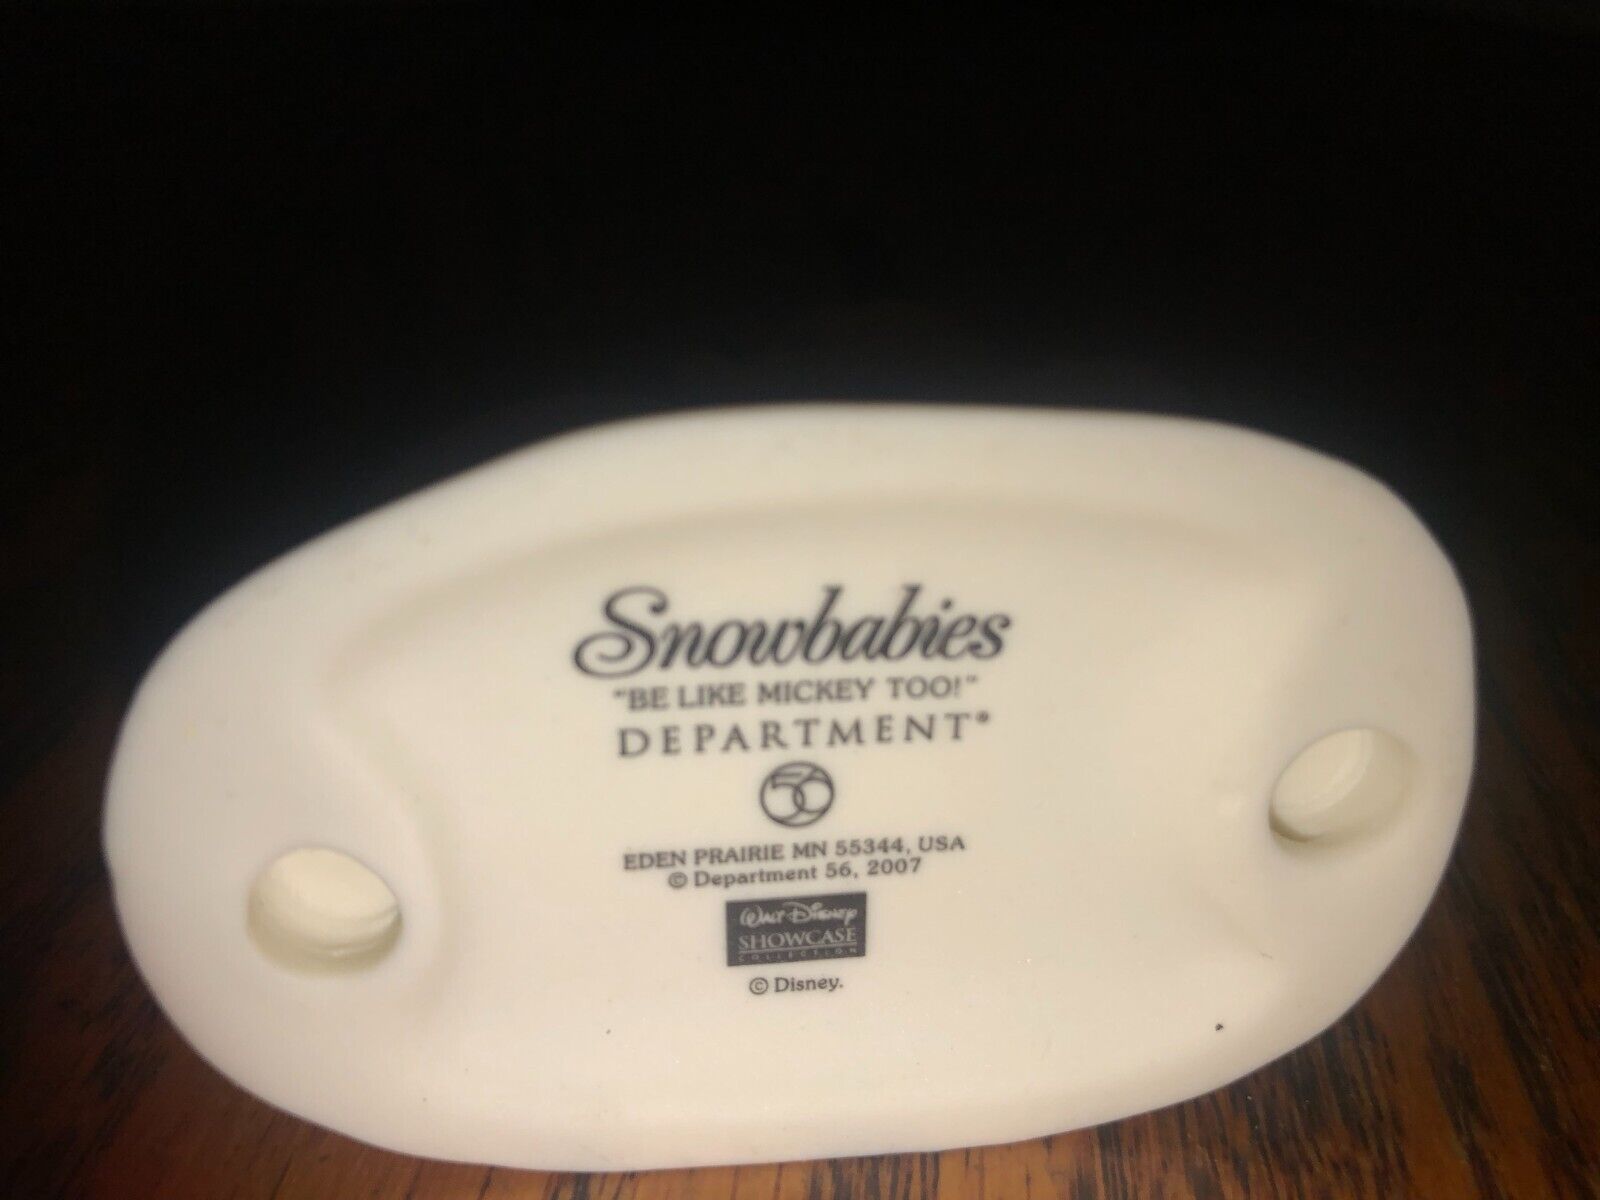 Snowbabies
"BE LIKE MICKEY TOO!"
DEPARTMENT®
56
EDEN PRAIRIE MN 55344, USA
© Department 56, 2007
WALT DISNEY
SHOWCASE
COLLECTION
© Disney.